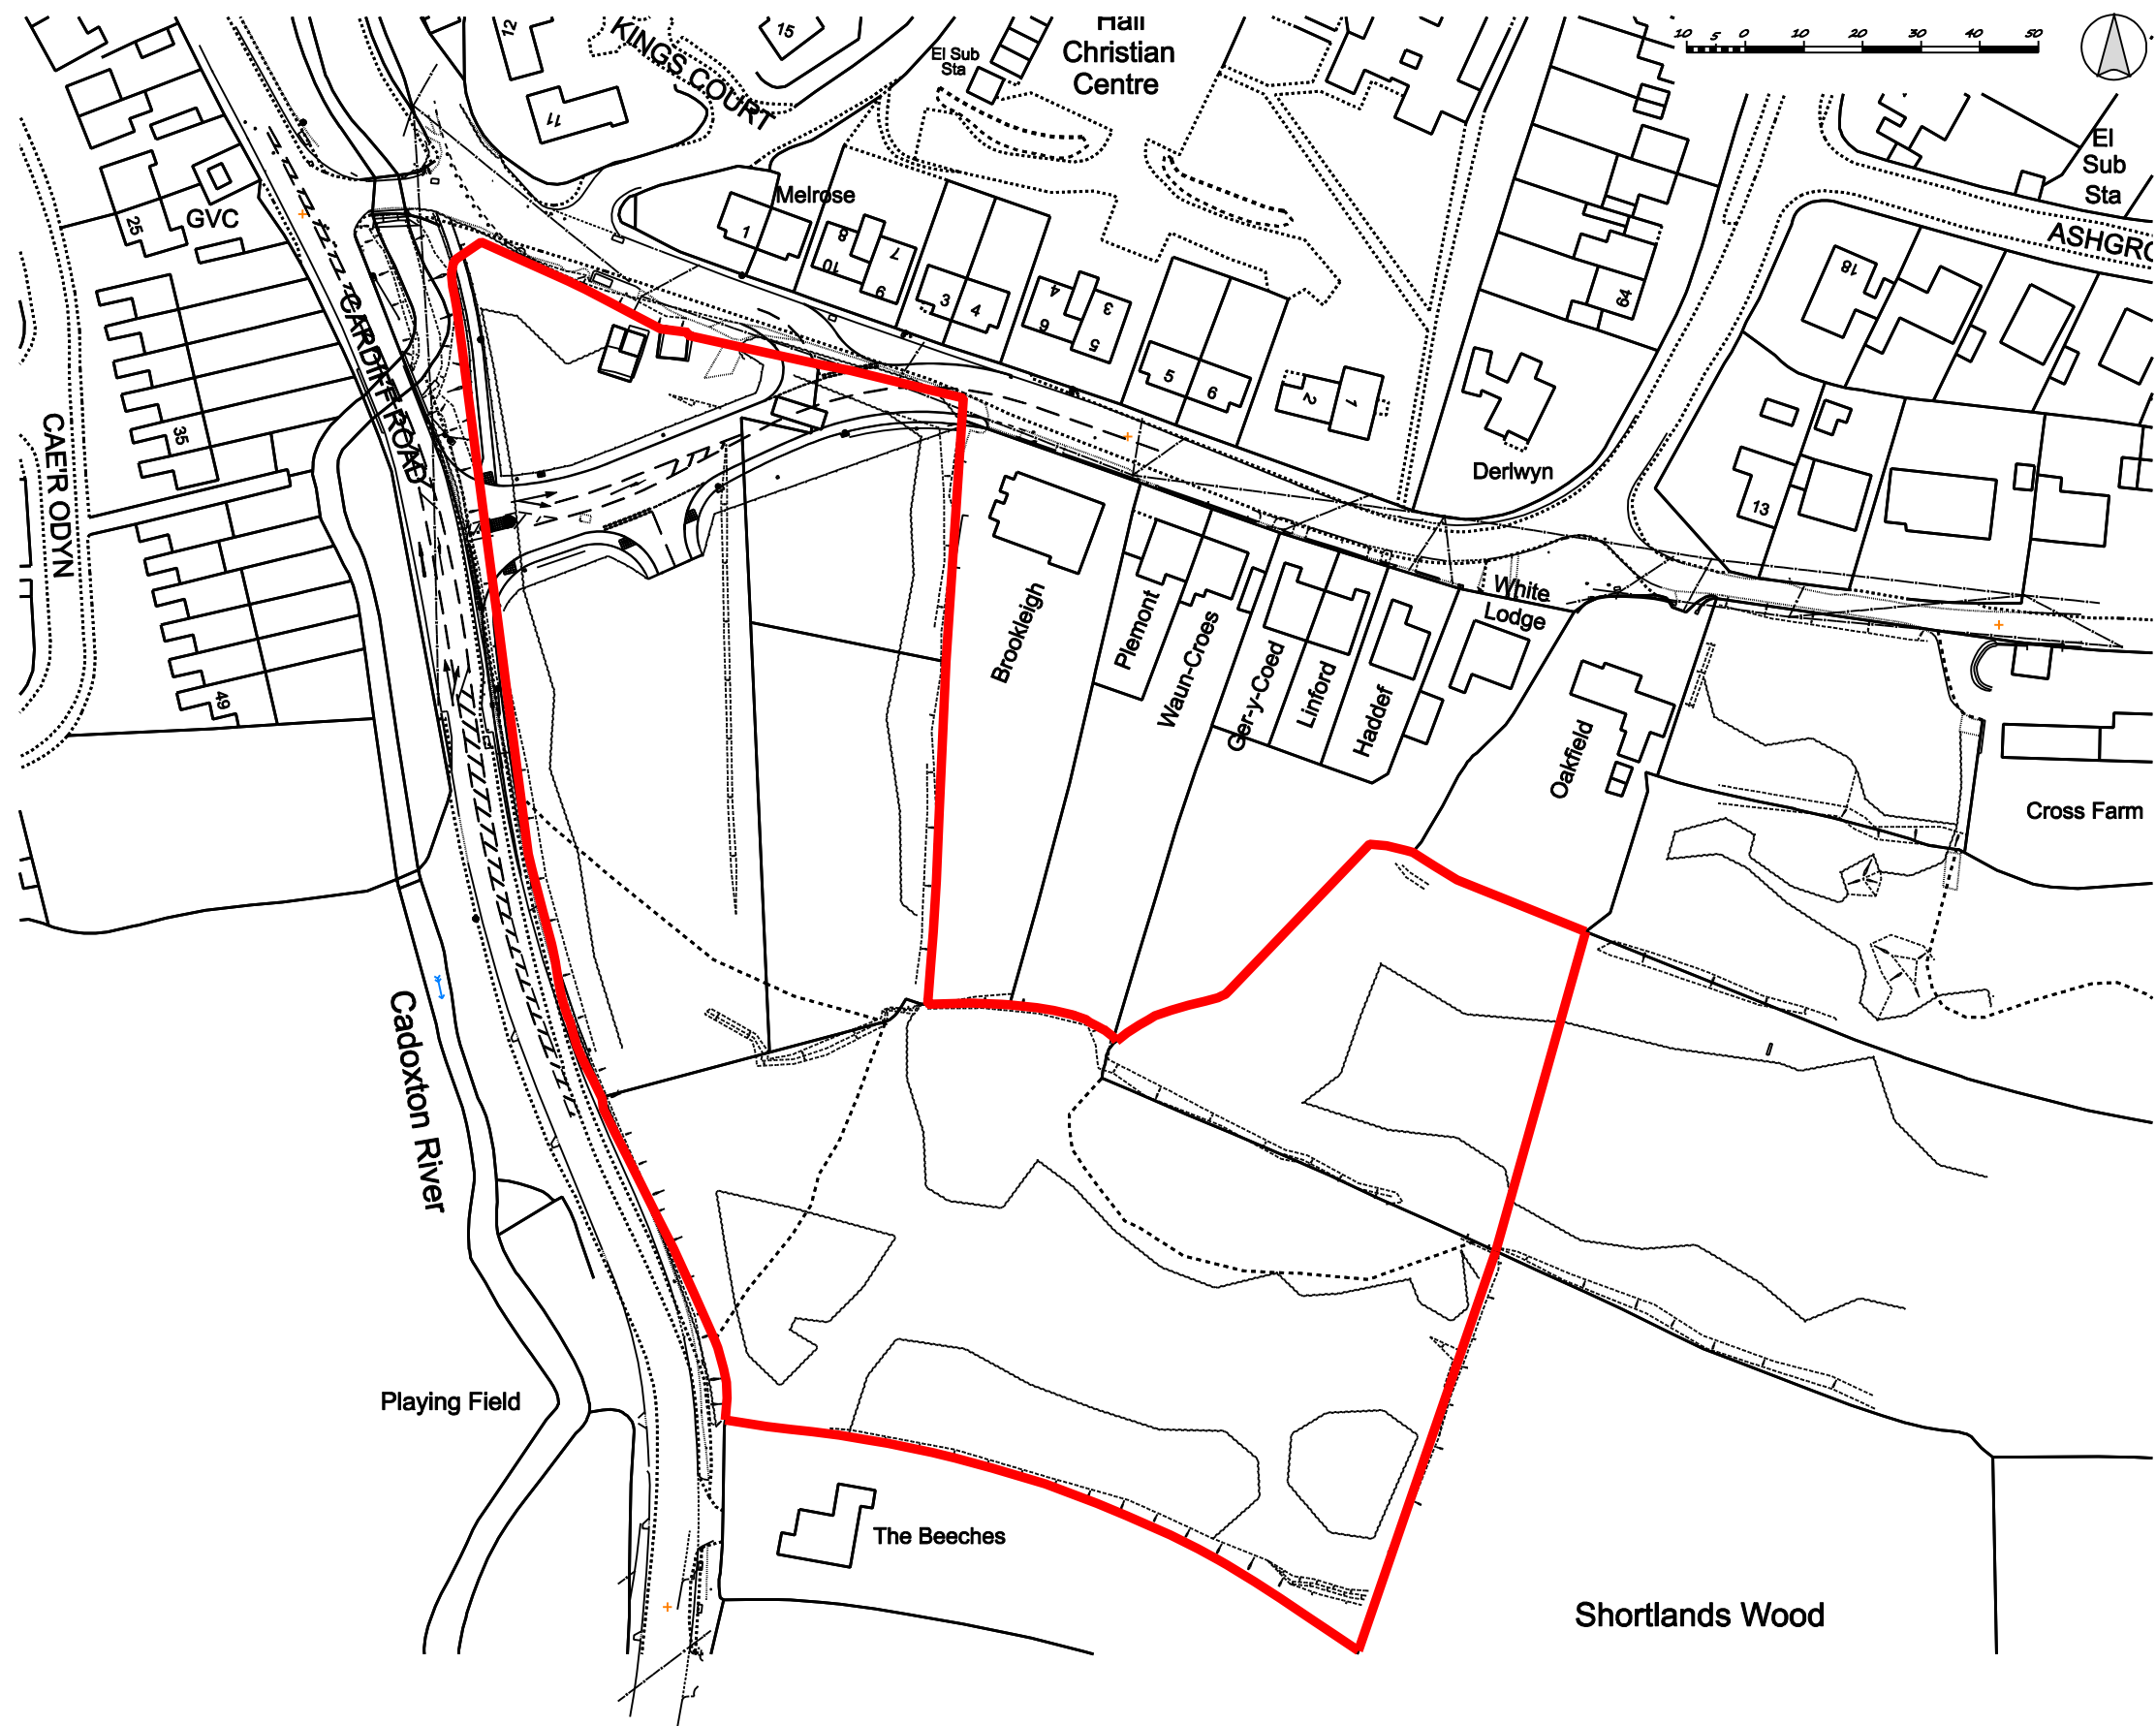 12
KINGS COURT
15
Hall
Christian
Centre
El Sub
Sta
10 5 0 10 20 30 40 50
11
El
Sub
Sta
25
GVC
Melrose
1
8
10
7
9
3
4
4
6
3
5
5
6
2
1
64
18
ASHGRO
CARDIFF ROAD
CAE'R ODYN
35
49
Derlwyn
13
Brookleigh
Plemont
Waun-Croes
Ger-y-Coed
Linford
Haddef
White
Lodge
Oakfield
Cross Farm
Cadoxton River
Playing Field
The Beeches
Shortlands Wood